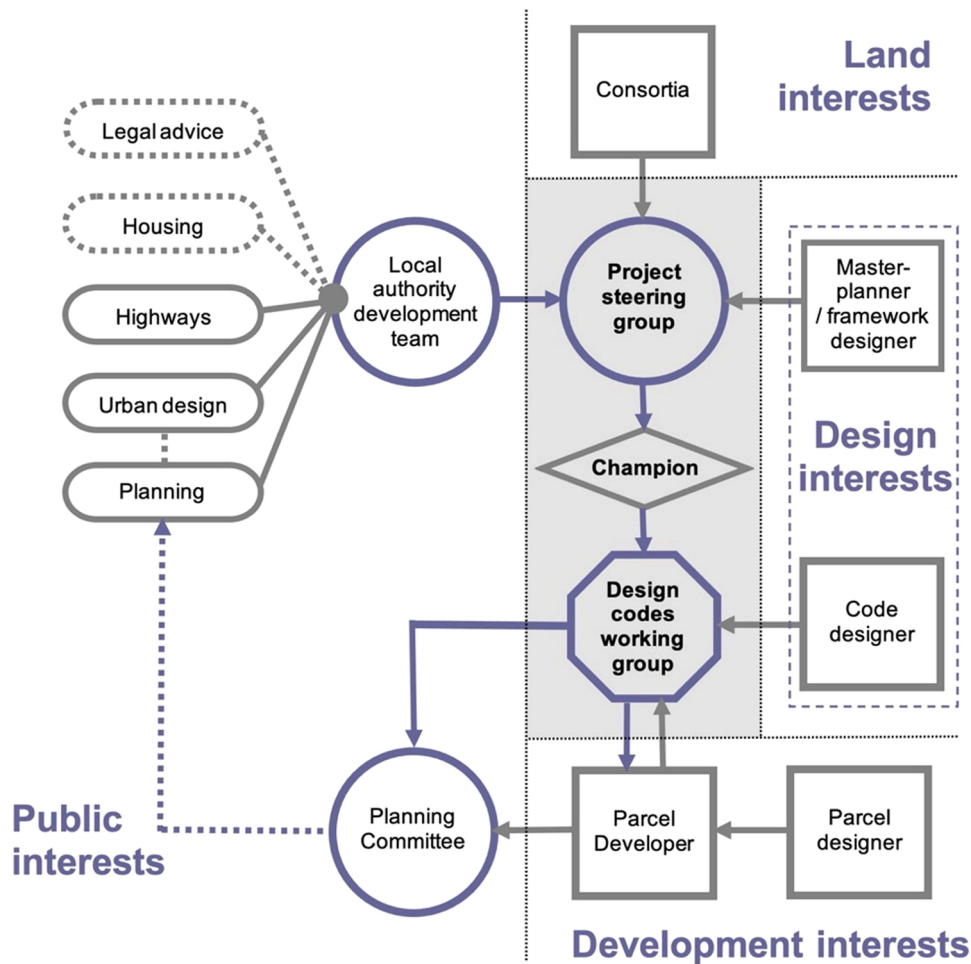 Consortia
Land
interests
Legal advice
Housing
Highways
Urban design
Planning
Local
authority
development
team
Project
steering
group
Master-
planner
/ framework
designer
Champion
Design
interests
Design
codes
working
group
Code
designer
Public
interests
Planning
Committee
Parcel
Developer
Parcel
designer
Development interests